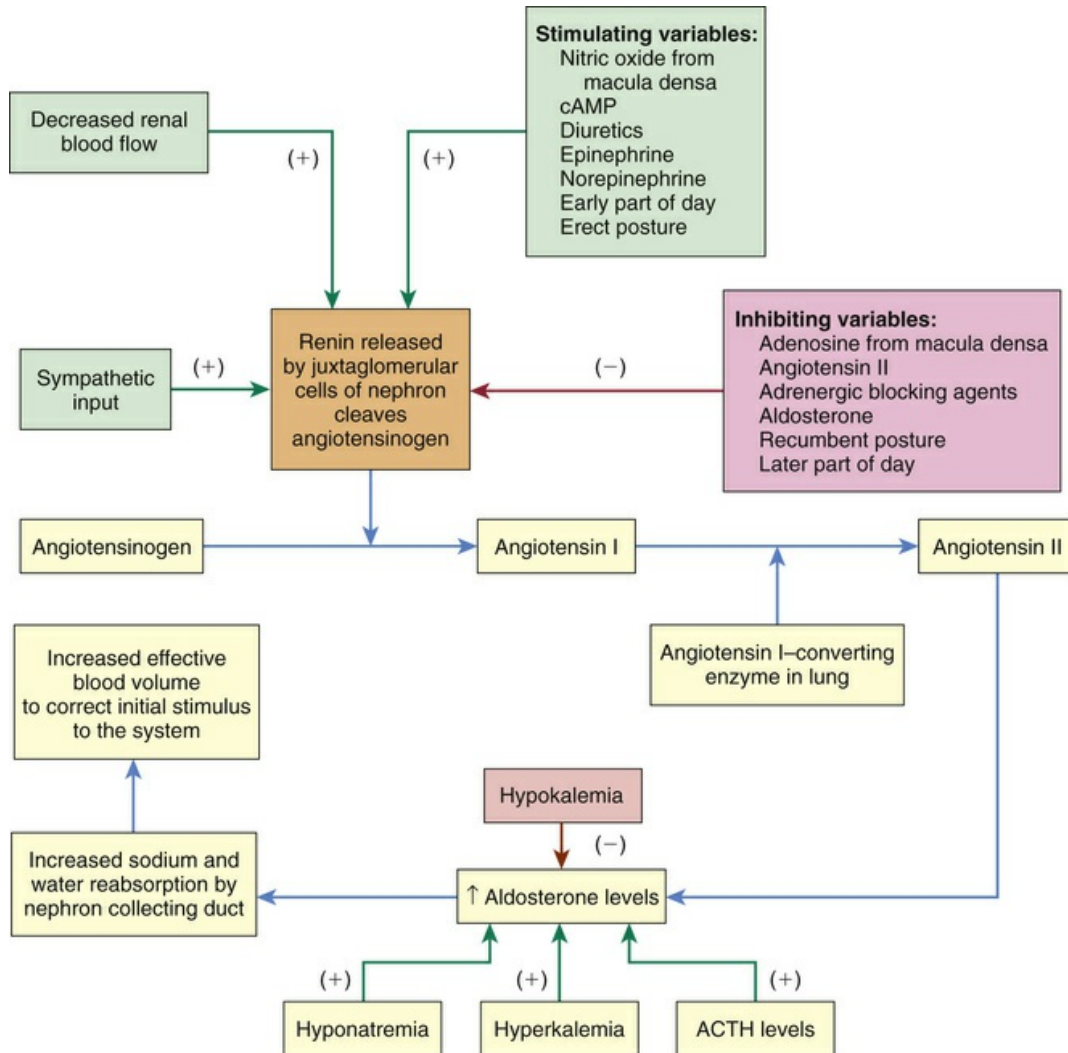 Stimulating variables:
Nitric oxide from
macula densa
cAMP
Diuretics
Epinephrine
Norepinephrine
Early part of day
Erect posture
Decreased renal
blood flow
(+)
(+)
Renin released
by juxtaglomerular
cells of nephron
cleaves
angiotensinogen
Inhibiting variables:
Adenosine from macula densa
Angiotensin II
Adrenergic blocking agents
Aldosterone
Recumbent posture
Later part of day
Sympathetic
input
(+)
(−)
Angiotensinogen
Angiotensin I
Angiotensin II
Angiotensin I–converting
enzyme in lung
Increased effective
blood volume
to correct initial stimulus
to the system
Hypokalemia
(−)
Increased sodium and
water reabsorption by
nephron collecting duct
↑ Aldosterone levels
(+)
(+)
(+)
Hyponatremia
Hyperkalemia
ACTH levels